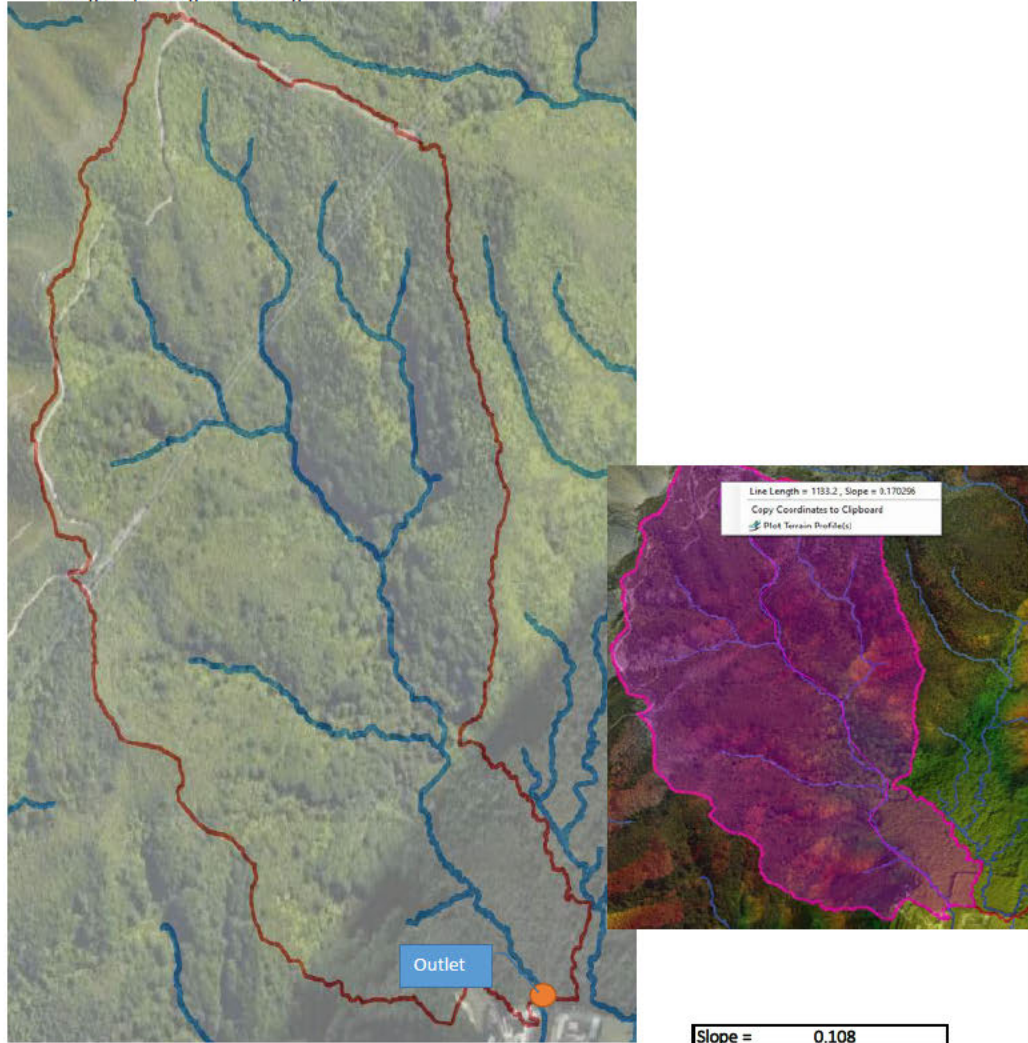 Line Length = 1133.2 , Slope = 0.170296
Copy Coordinates to Clipboard
Plot Terrain Profile(s)
Outlet
Slope = 0.108